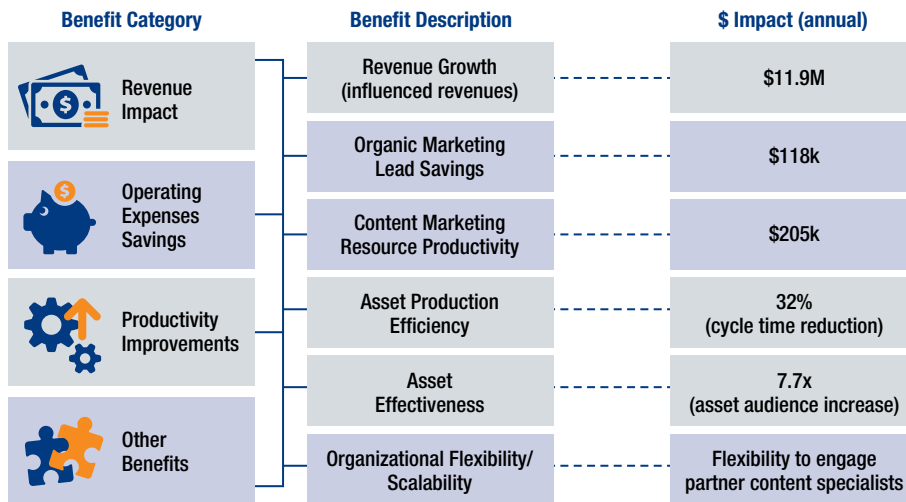 Benefit Category
Benefit Description
$ Impact (annual)
Revenue
Impact
Operating
Expenses
Savings
Productivity
Improvements
Other
Benefits
Revenue Growth
(influenced revenues)
$11.9M
Organic Marketing
Lead Savings
$118k
Content Marketing
Resource Productivity
$205k
Asset Production
Efficiency
32%
(cycle time reduction)
Asset
Effectiveness
7.7x
(asset audience increase)
Organizational Flexibility/
Scalability
Flexibility to engage
partner content specialists